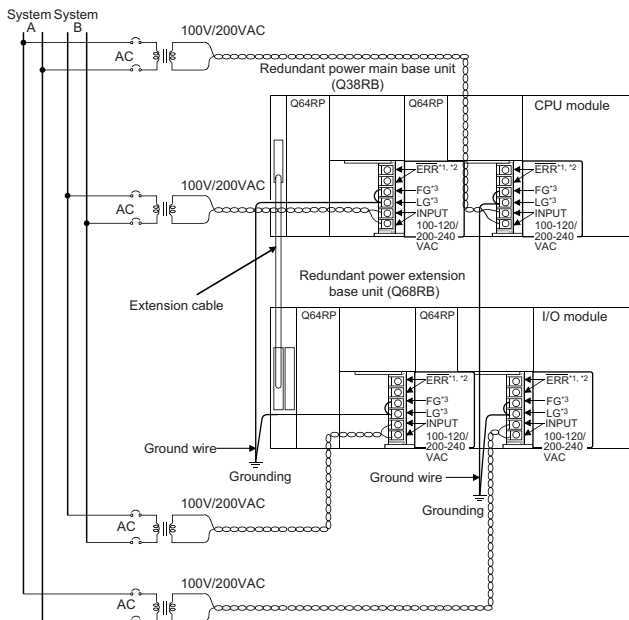 System System
A B
100V/200VAC
AC
Redundant power main base unit
(Q38RB)
Q64RP
Q64RP
CPU module
ERR*1, *2
FG*3
LG*3
INPUT
100-120/
200-240
VAC
ERR*1, *2
FG*3
LG*3
INPUT
100-120/
200-240
VAC
100V/200VAC
AC
Extension cable
Redundant power extension
base unit (Q68RB)
Q64RP
Q64RP
I/O module
ERR*1, *2
FG*3
LG*3
INPUT
100-120/
200-240
VAC
ERR*1, *2
FG*3
LG*3
INPUT
100-120/
200-240
VAC
Ground wire
Grounding
Ground wire
Grounding
100V/200VAC
AC
100V/200VAC
AC